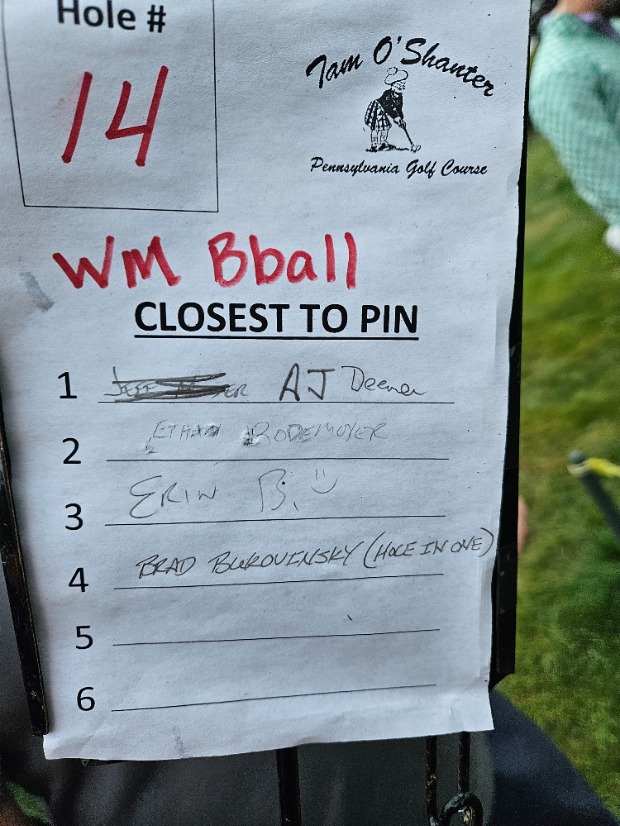 Hole #
14
Tam O'Shanter
Pennsylvania Golf Course
WM Bball
CLOSEST TO PIN
1 AJ Deener
2 ETHAN RODEMOYER
3 ERIN B.
4 BRAD BUKOVINSKY (HOLE IN ONE)
5
6